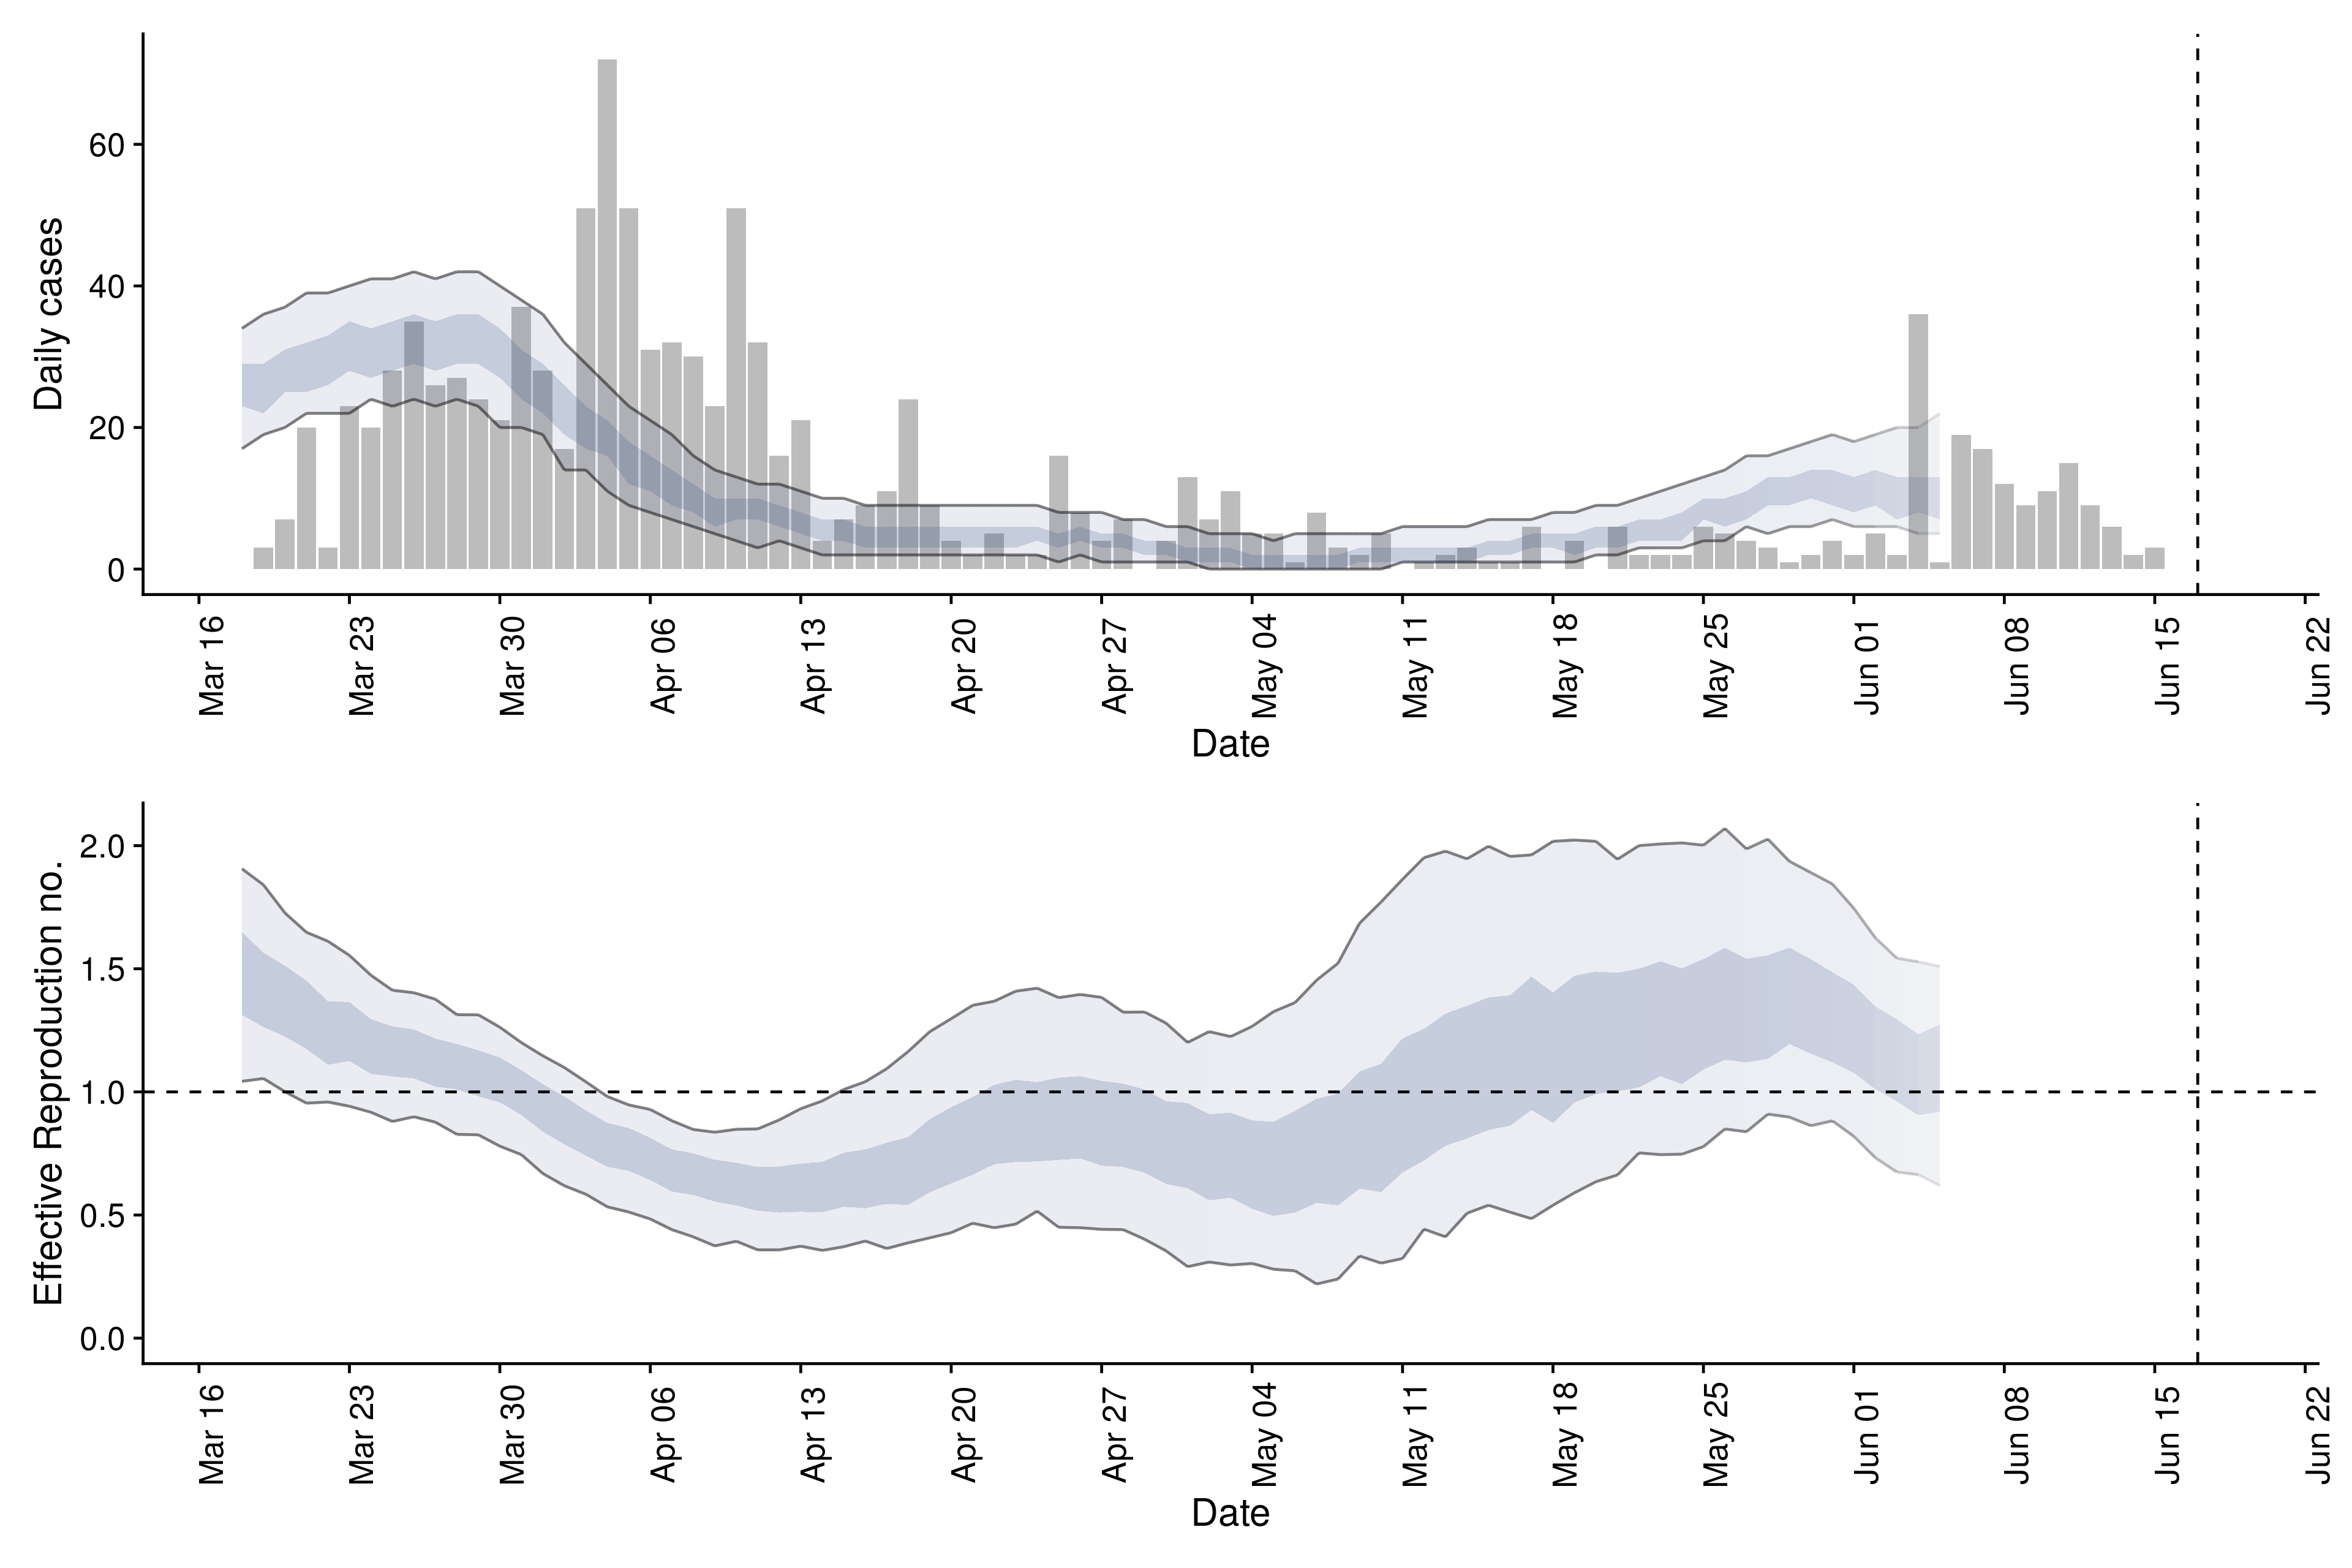 Daily cases
60
40
20
0
Mar 16
Mar 23
Mar 30
Apr 06
Apr 13
Apr 20
Apr 27
May 04
May 11
May 18
May 25
Jun 01
Jun 08
Jun 15
Jun 22
Date
Effective Reproduction no.
2.0
1.5
1.0
0.5
0.0
Mar 16
Mar 23
Mar 30
Apr 06
Apr 13
Apr 20
Apr 27
May 04
May 11
May 18
May 25
Jun 01
Jun 08
Jun 15
Jun 22
Date